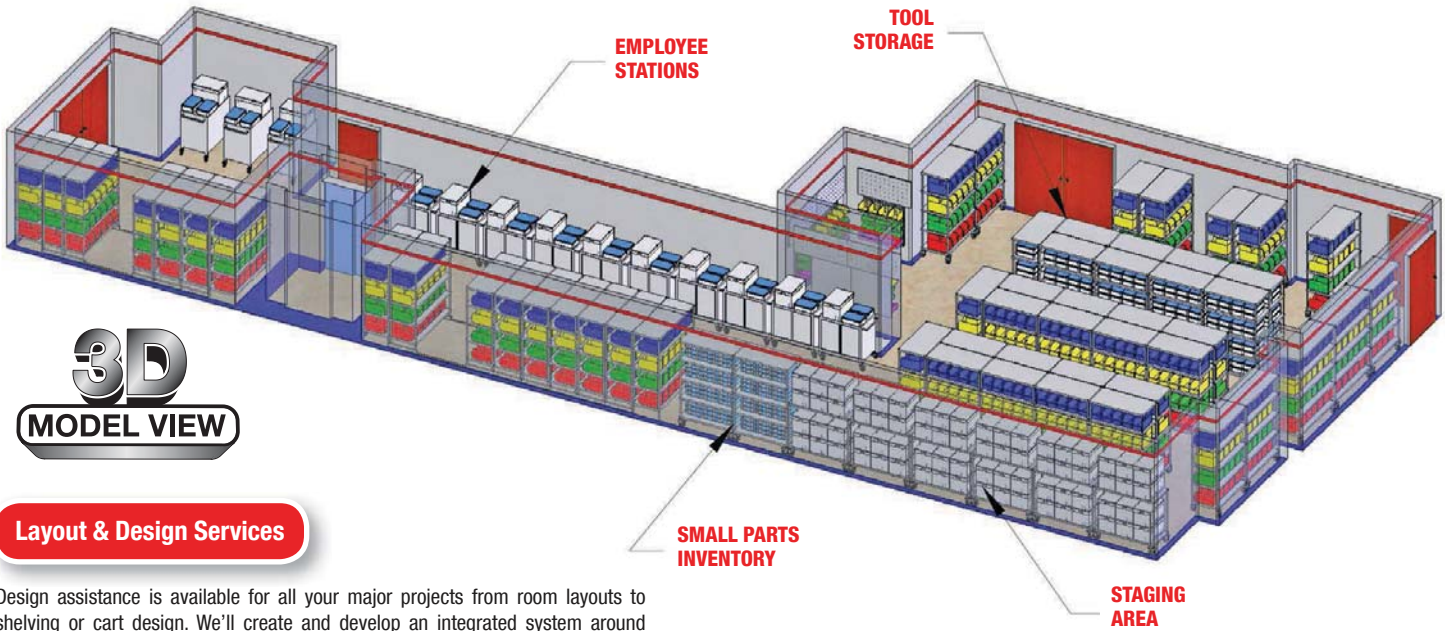 EMPLOYEE
STATIONS
TOOL
STORAGE
3D
MODEL VIEW
SMALL PARTS
INVENTORY
STAGING
AREA
Layout & Design Services
Design assistance is available for all your major projects from room layouts to
shelving or cart design. We’ll create and develop an integrated system around